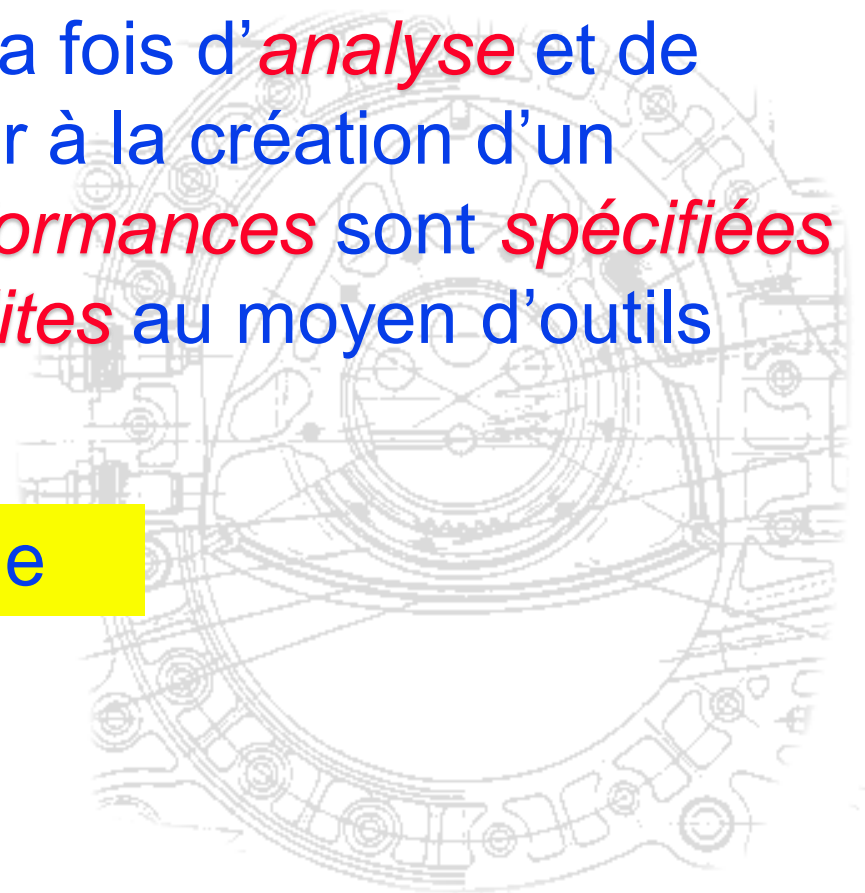 a fois d’analyse et de
r à la création d’un
ormances sont spécifiées
ites au moyen d’outils
e